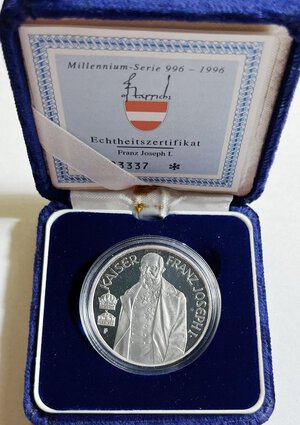 Millennium-Serie 996 - 1996
Echtheitszertifikat
Franz Joseph I.
3337 *
KAISER FRANZ JOSEPH I.